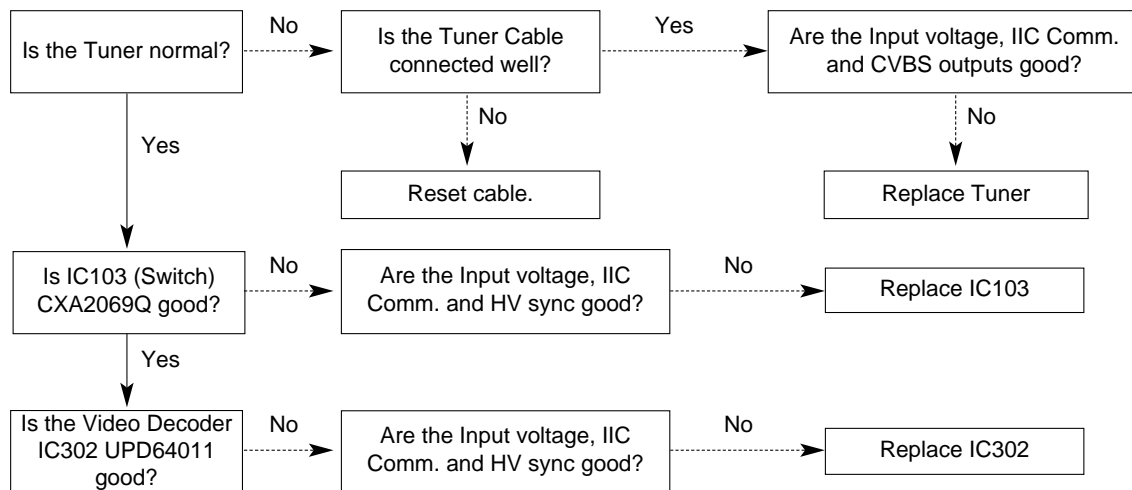 Is the Tuner normal?
No
Is the Tuner Cable
connected well?
Yes
Are the Input voltage, IIC Comm.
and CVBS outputs good?
Yes
No
No
Reset cable.
Replace Tuner
Is IC103 (Switch)
CXA2069Q good?
No
Are the Input voltage, IIC
Comm. and HV sync good?
No
Replace IC103
Yes
Is the Video Decoder
IC302 UPD64011
good?
No
Are the Input voltage, IIC
Comm. and HV sync good?
No
Replace IC302